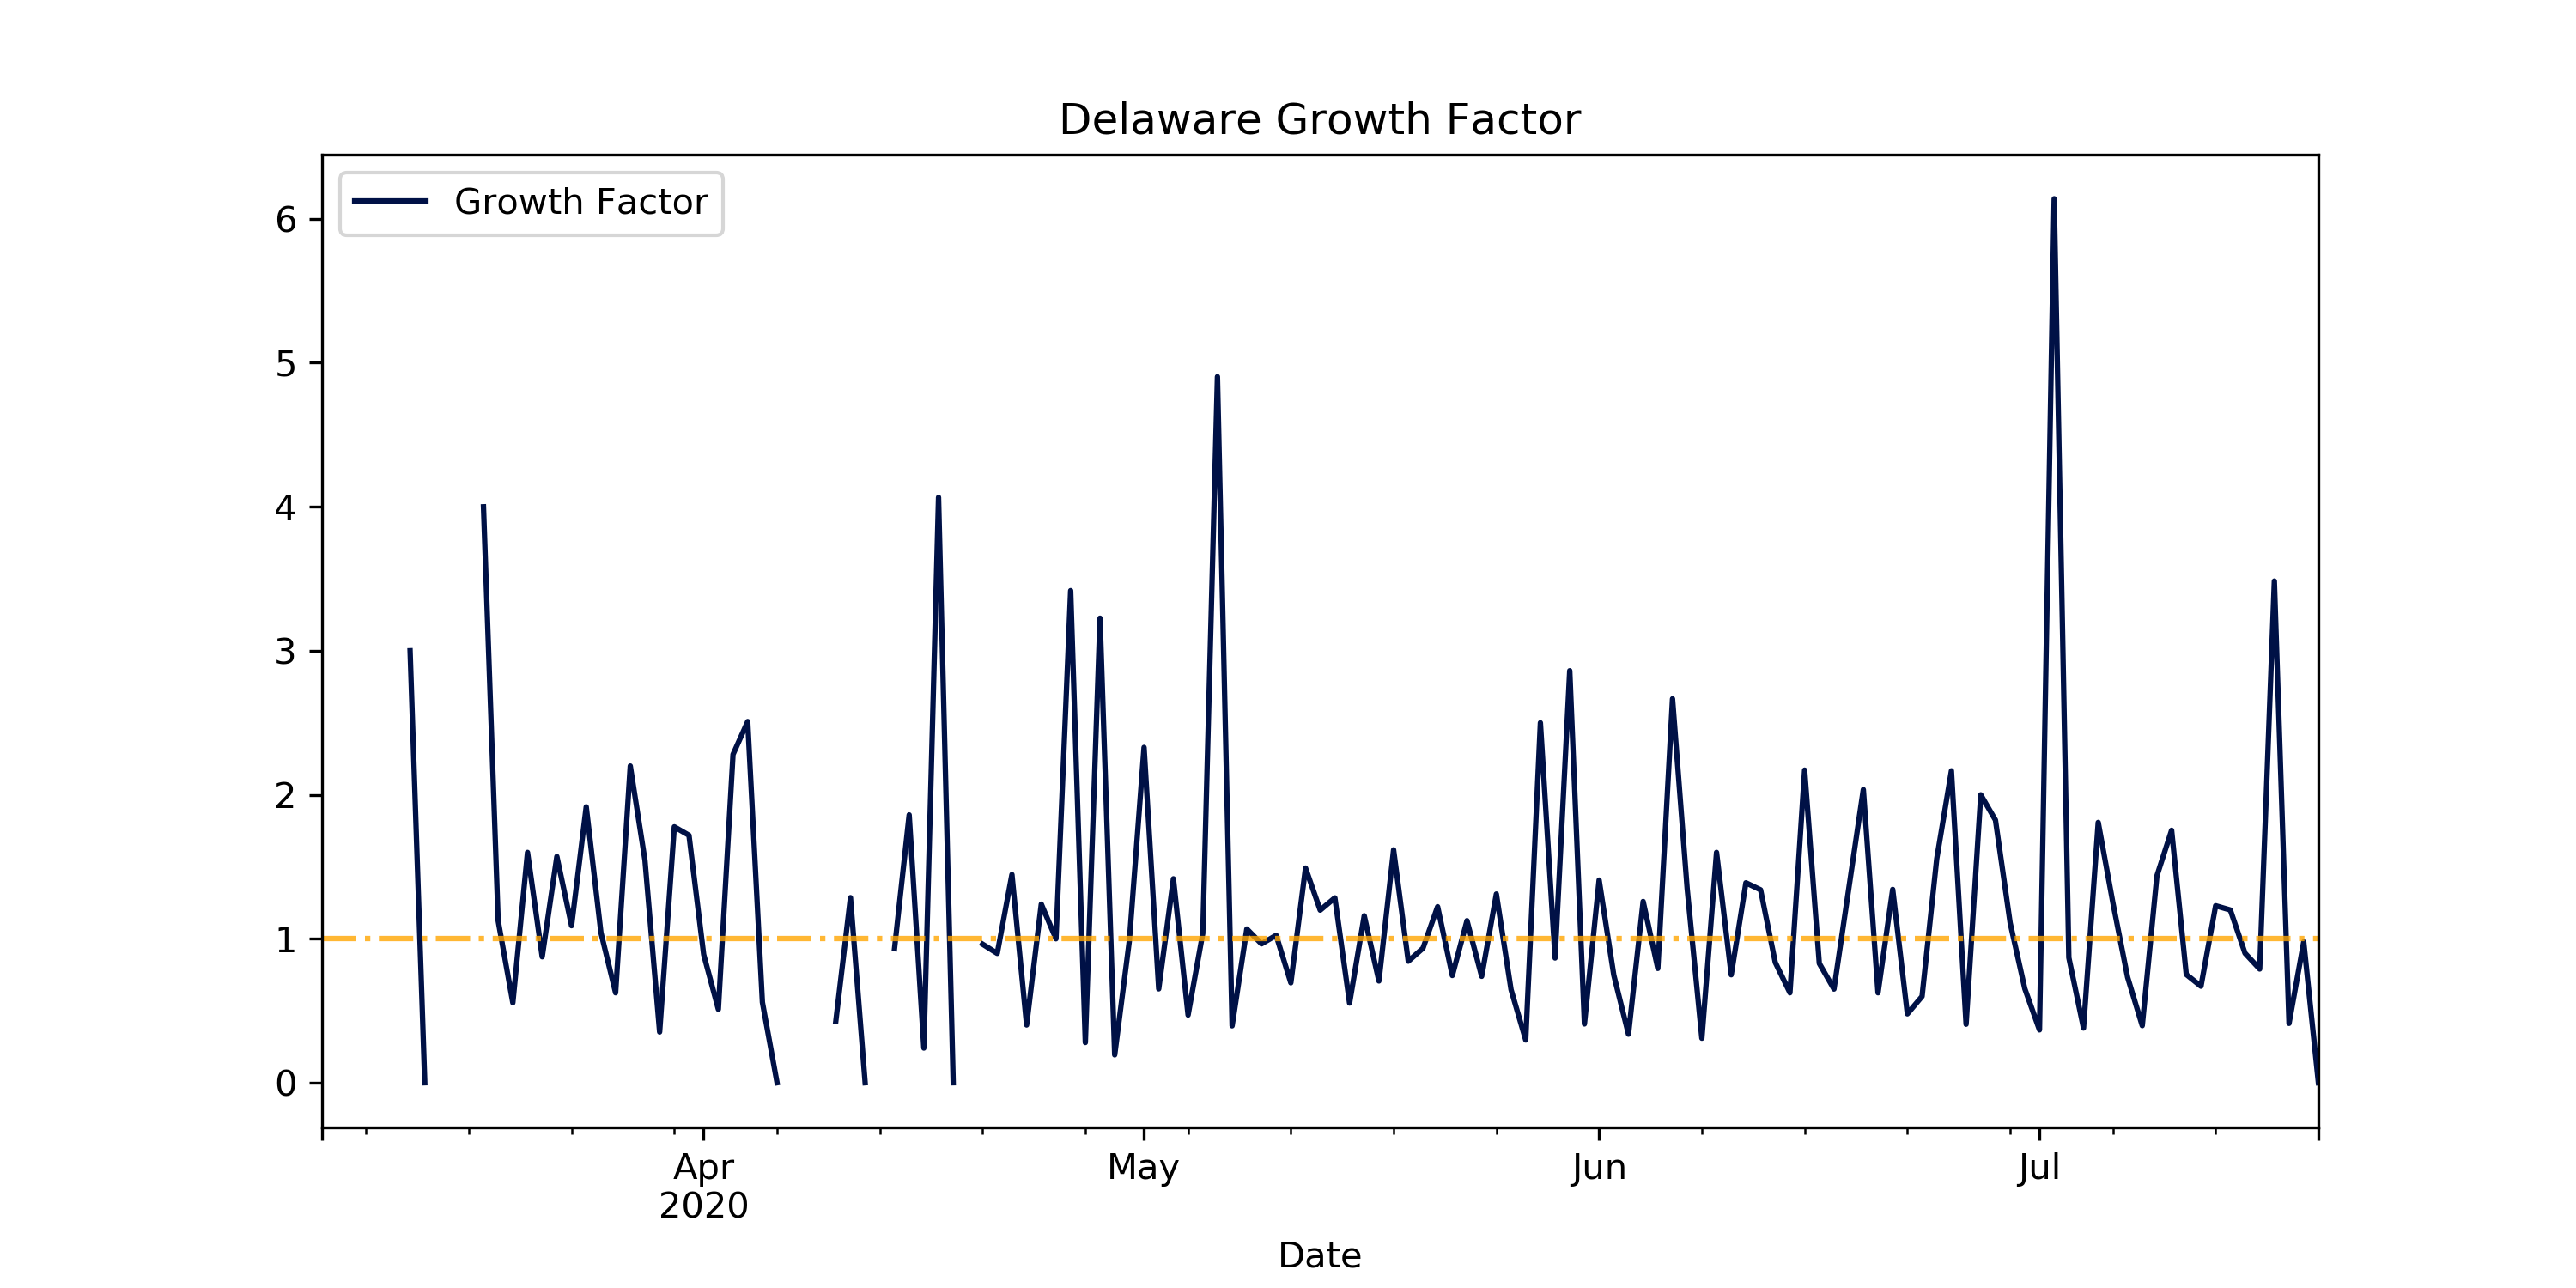 Delaware Growth Factor
Growth Factor
6
5
4
3
2
1
0
Apr
2020
May
Jun
Jul
Date